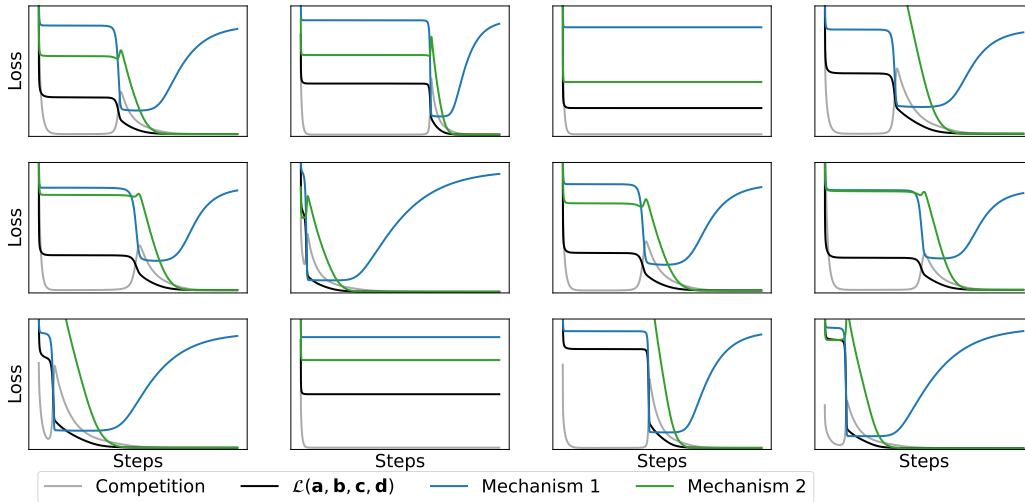 Loss
Loss
Loss
Steps Steps Steps Steps
Competition L(a, b, c, d) Mechanism 1 Mechanism 2